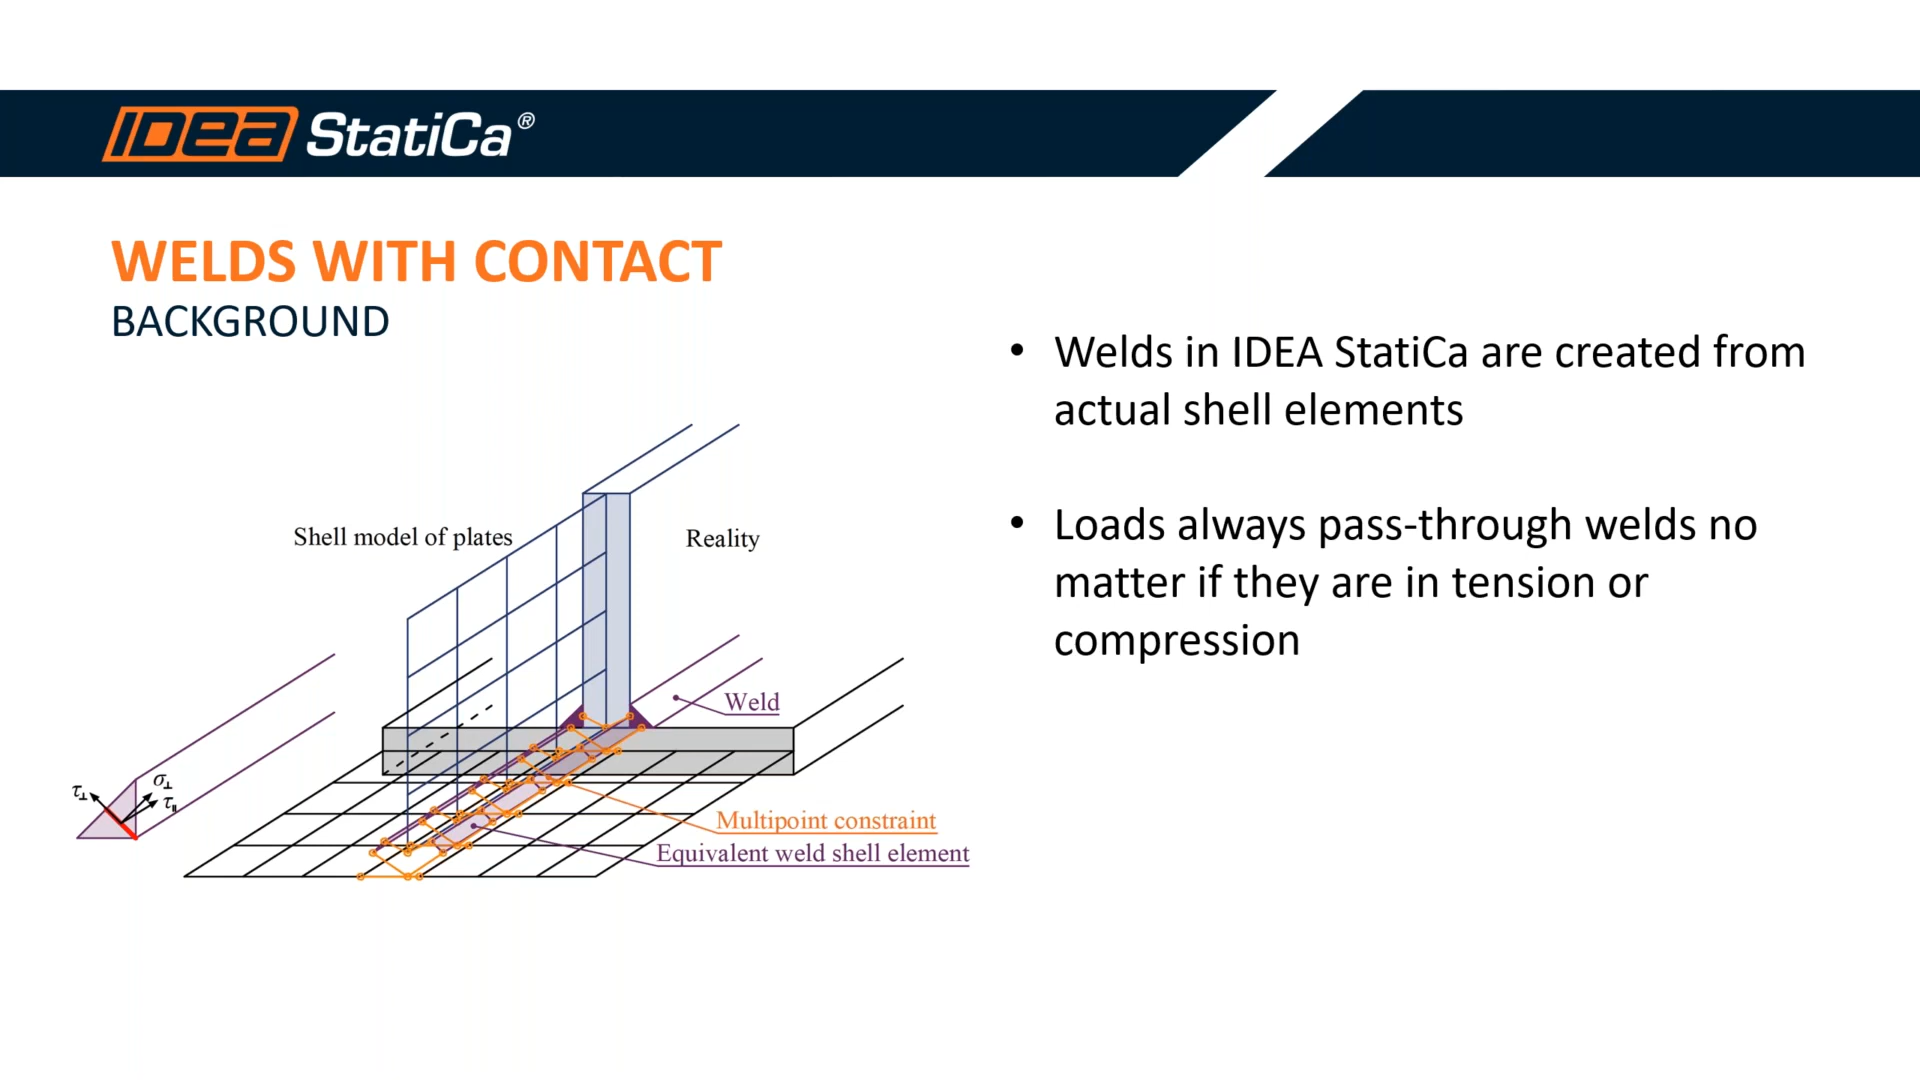 IDEA StatiCa®
WELDS WITH CONTACT
BACKGROUND
• Welds in IDEA StatiCa are created from
actual shell elements
• Loads always pass-through welds no
matter if they are in tension or
compression
Shell model of plates
Reality
Weld
τ⊥
σ⊥
τ∥
Multipoint constraint
Equivalent weld shell element